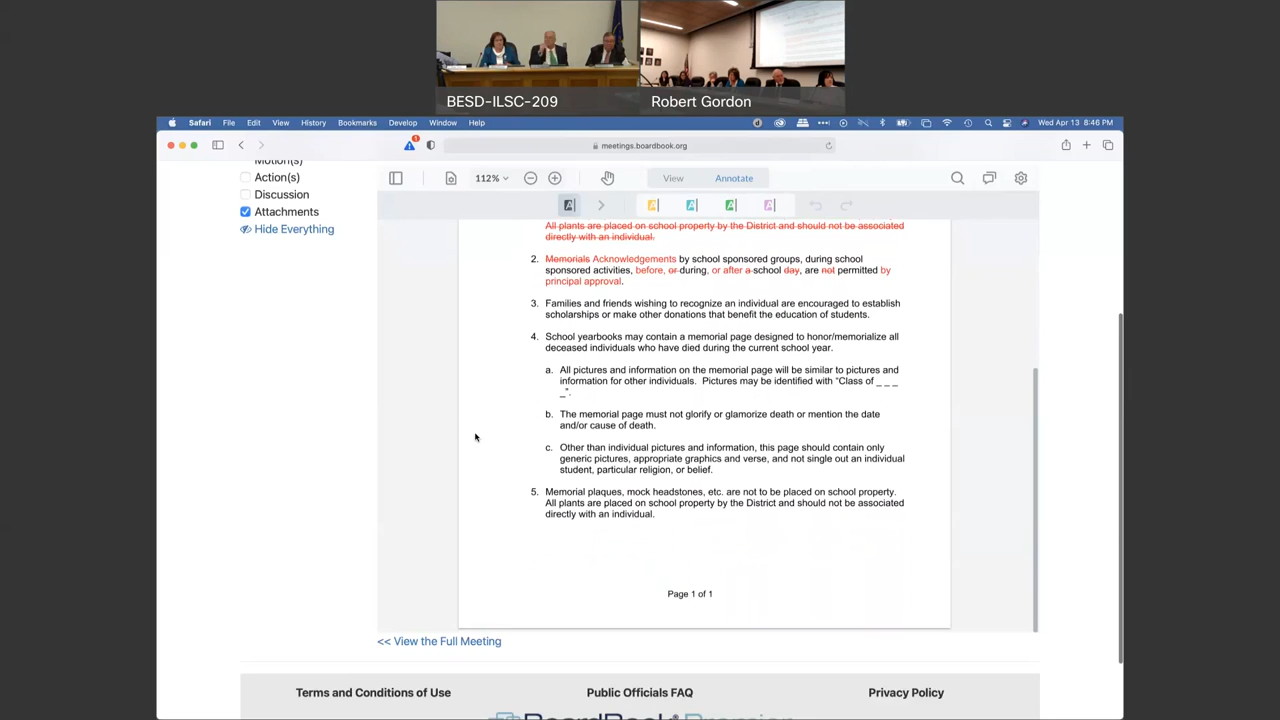 BESD-ILSC-209
Robert Gordon
Safari File Edit View History Bookmarks Develop Window Help
Wed Apr 13 8:46 PM
meetings.boardbook.org
Motion(s)
Action(s)
Discussion
Attachments
Hide Everything
112%
View
Annotate
All plants are placed on school property by the District and should not be associated
directly with an individual.
2. Memorials Acknowledgements by school sponsored groups, during school
sponsored activities, before, or during, or after a school day, are not permitted by
principal approval.
3. Families and friends wishing to recognize an individual are encouraged to establish
scholarships or make other donations that benefit the education of students.
4. School yearbooks may contain a memorial page designed to honor/memorialize all
deceased individuals who have died during the current school year.
a. All pictures and information on the memorial page will be similar to pictures and
information for other individuals. Pictures may be identified with “Class of _ _ _
_”.
b. The memorial page must not glorify or glamorize death or mention the date
and/or cause of death.
c. Other than individual pictures and information, this page should contain only
generic pictures, appropriate graphics and verse, and not single out an individual
student, particular religion, or belief.
5. Memorial plaques, mock headstones, etc. are not to be placed on school property.
All plants are placed on school property by the District and should not be associated
directly with an individual.
Page 1 of 1
<< View the Full Meeting
Terms and Conditions of Use
Public Officials FAQ
Privacy Policy
BoardBook Premier